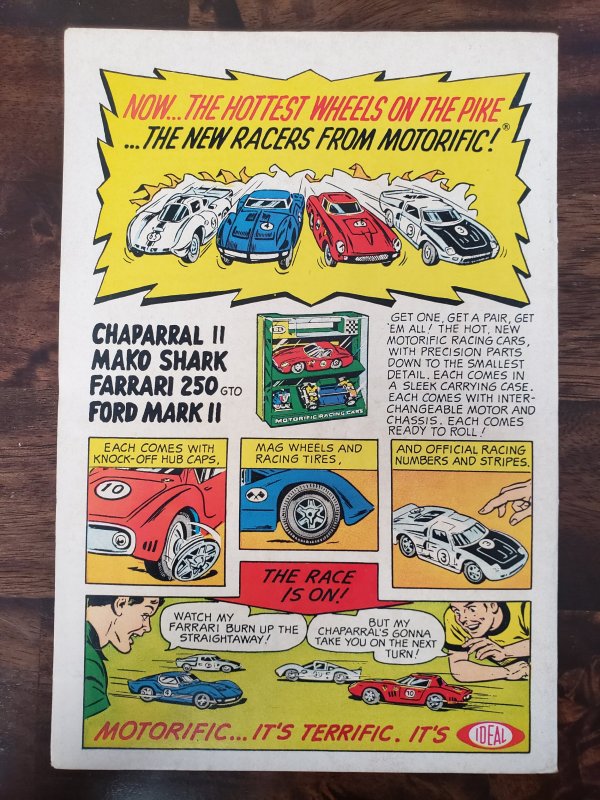 NOW... THE HOTTEST WHEELS ON THE PIKE
...THE NEW RACERS FROM MOTORIFIC!®
CHAPARRAL II
MAKO SHARK
FARRARI 250 GTO
FORD MARK II
MOTORIFIC RACING CARS
GET ONE, GET A PAIR, GET
'EM ALL! THE HOT, NEW
MOTORIFIC RACING CARS,
WITH PRECISION PARTS
DOWN TO THE SMALLEST
DETAIL. EACH COMES IN
A SLEEK CARRYING CASE.
EACH COMES WITH INTER-
CHANGEABLE MOTOR AND
CHASSIS. EACH COMES
READY TO ROLL!
EACH COMES WITH
KNOCK-OFF HUB CAPS,
10
MAG WHEELS AND
RACING TIRES,
AND OFFICIAL RACING
NUMBERS AND STRIPES.
3
THE RACE
IS ON!
WATCH MY
FARRARI BURN UP THE
STRAIGHTAWAY!
BUT MY
CHAPARRAL'S GONNA
TAKE YOU ON THE NEXT
TURN!
10
MOTORIFIC... IT'S TERRIFIC. IT'S IDEAL